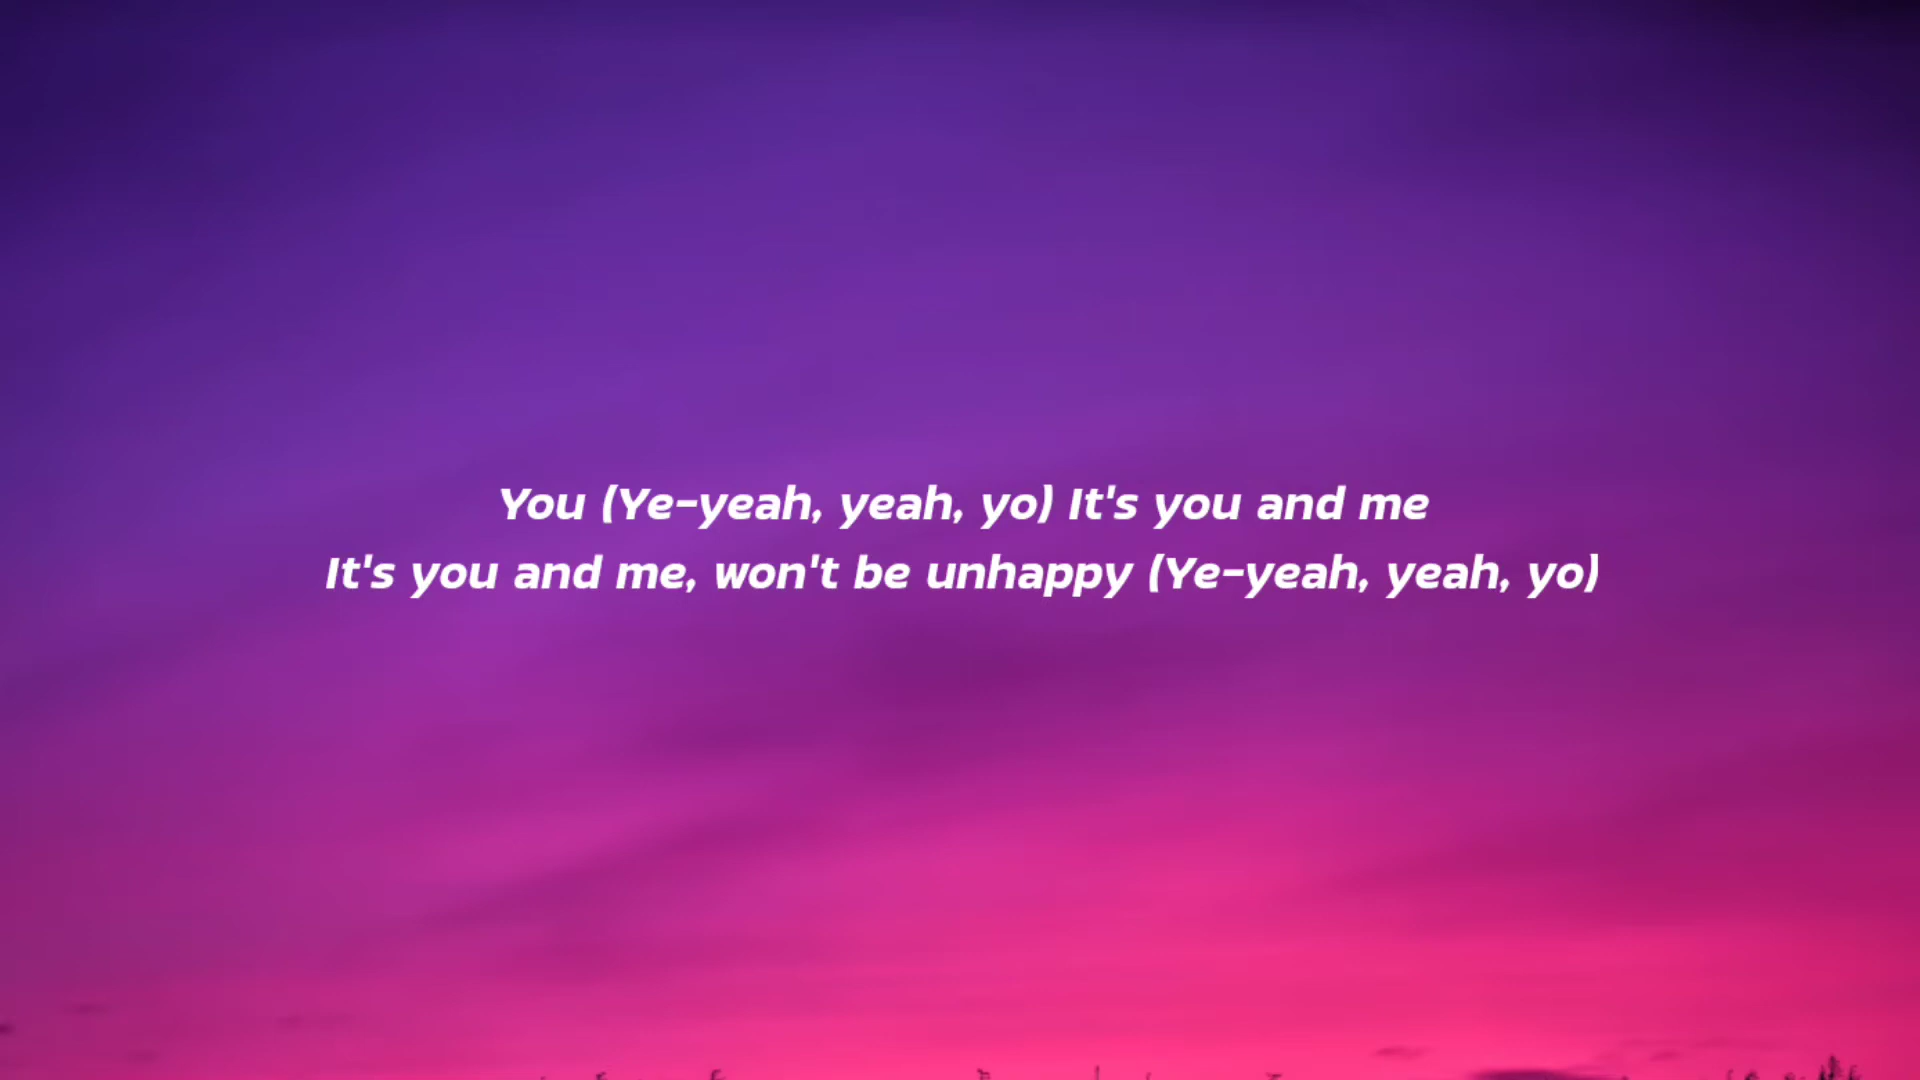 You (Ye-yeah, yeah, yo) It's you and me
It's you and me, won't be unhappy (Ye-yeah, yeah, yo)